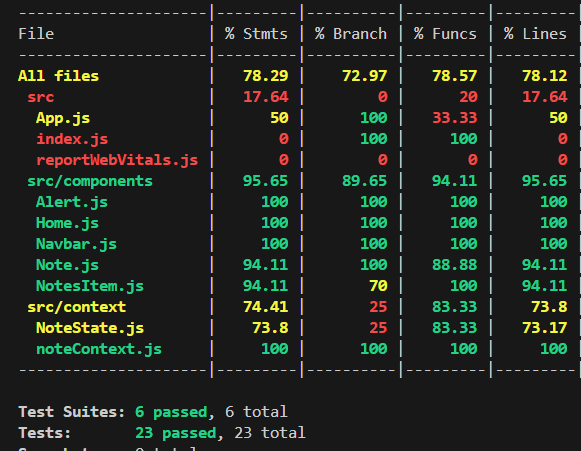 ---------------------|---------|----------|---------|---------|
File                 | % Stmts | % Branch | % Funcs | % Lines |
---------------------|---------|----------|---------|---------|
All files            |   78.29 |    72.97 |   78.57 |   78.12 |
 src                 |   17.64 |        0 |      20 |   17.64 |
  App.js             |      50 |      100 |   33.33 |      50 |
  index.js           |       0 |      100 |     100 |       0 |
  reportWebVitals.js |       0 |        0 |       0 |       0 |
 src/components      |   95.65 |    89.65 |   94.11 |   95.65 |
  Alert.js           |     100 |      100 |     100 |     100 |
  Home.js            |     100 |      100 |     100 |     100 |
  Navbar.js          |     100 |      100 |     100 |     100 |
  Note.js            |   94.11 |      100 |   88.88 |   94.11 |
  NotesItem.js       |   94.11 |       70 |     100 |   94.11 |
 src/context         |   74.41 |       25 |   83.33 |    73.8 |
  NoteState.js       |    73.8 |       25 |   83.33 |   73.17 |
  noteContext.js     |     100 |      100 |     100 |     100 |
---------------------|---------|----------|---------|---------|
Test Suites: 6 passed, 6 total
Tests:       23 passed, 23 total